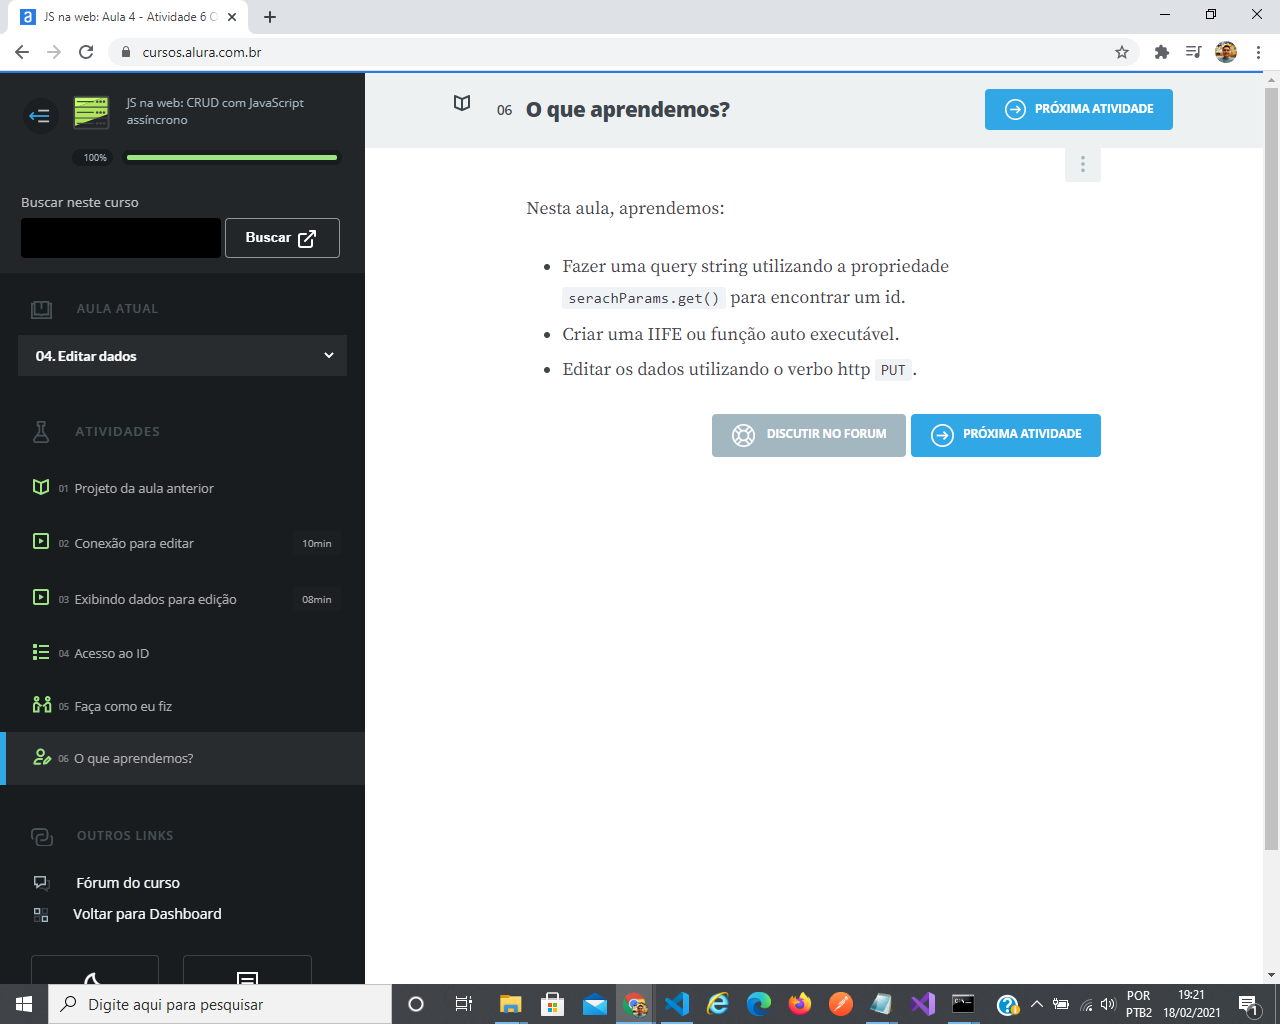 JS na web: Aula 4 - Atividade 6 O
cursos.alura.com.br
JS na web: CRUD com JavaScript
assíncrono
100%
Buscar neste curso
Buscar
AULA ATUAL
04. Editar dados
ATIVIDADES
01 Projeto da aula anterior
02 Conexão para editar 10min
03 Exibindo dados para edição 08min
04 Acesso ao ID
05 Faça como eu fiz
06 O que aprendemos?
OUTROS LINKS
Fórum do curso
Voltar para Dashboard
06 O que aprendemos?
PRÓXIMA ATIVIDADE
Nesta aula, aprendemos:
• Fazer uma query string utilizando a propriedade
serachParams.get() para encontrar um id.
• Criar uma IIFE ou função auto executável.
• Editar os dados utilizando o verbo http PUT.
DISCUTIR NO FORUM
PRÓXIMA ATIVIDADE
Digite aqui para pesquisar
POR
PTB2
19:21
18/02/2021
1